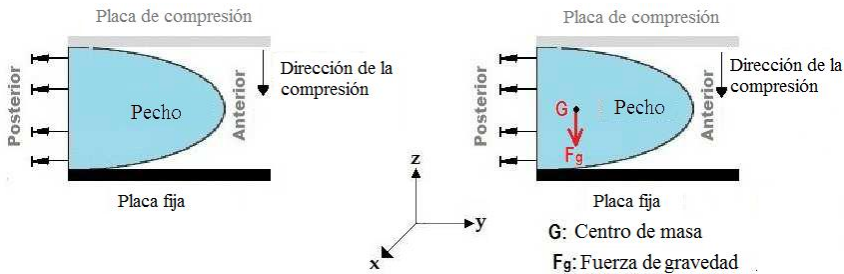 Placa de compresión
Posterior
Pecho
Anterior
Dirección de la
compresión
Placa fija
z
y
x
Placa de compresión
Posterior
G
Pecho
Fg
Anterior
Dirección de la
compresión
Placa fija
G: Centro de masa
Fg: Fuerza de gravedad